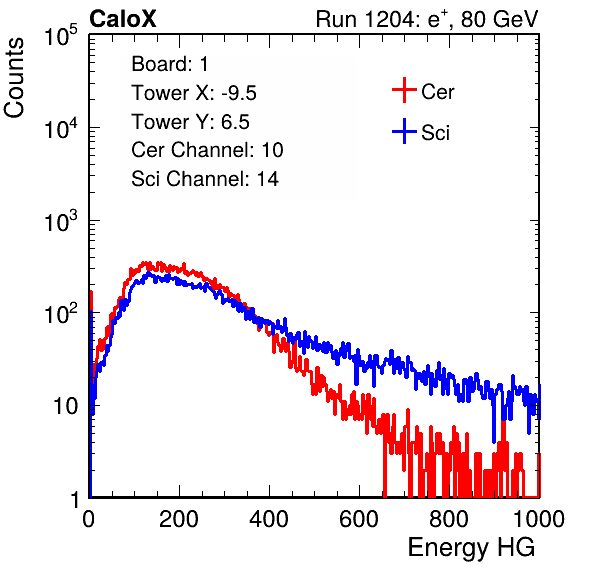 CaloX Run 1204: e⁺, 80 GeV
Counts
10⁵
10⁴
10³
10²
10
1
Board: 1
Tower X: -9.5
Tower Y: 6.5
Cer Channel: 10
Sci Channel: 14
Cer
Sci
0 200 400 600 800 1000
Energy HG